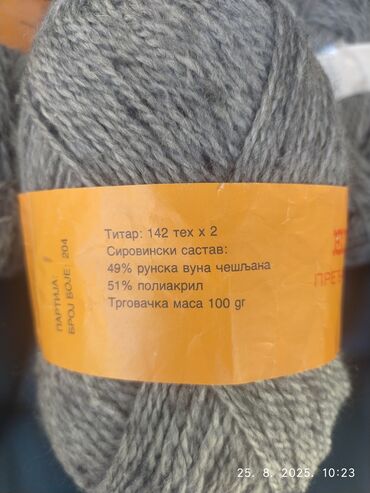 ПАРТИЈА:
БРОЈ БОЈЕ: 204
Титар: 142 тех х 2
Сировински састав:
49% рунска вуна чешљана
51% полиакрил
Трговачка маса 100 gr
25. 8. 2025. 10:23